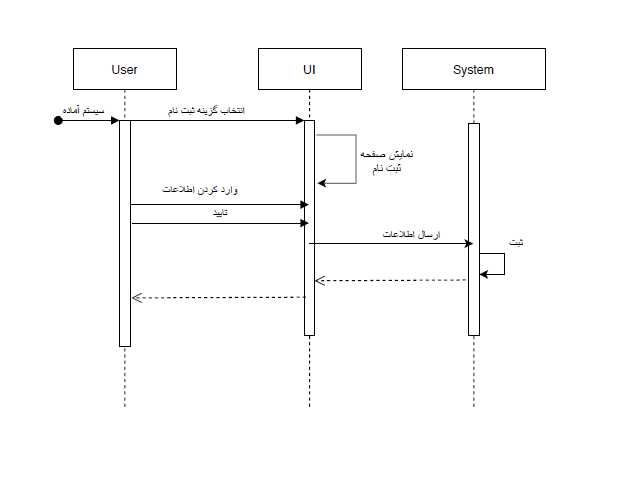 User
UI
System
سیستم آماده
انتخاب گزینه ثبت نام
نمایش صفحه
ثبت نام
وارد کردن اطلاعات
تایید
ارسال اطلاعات
ثبت